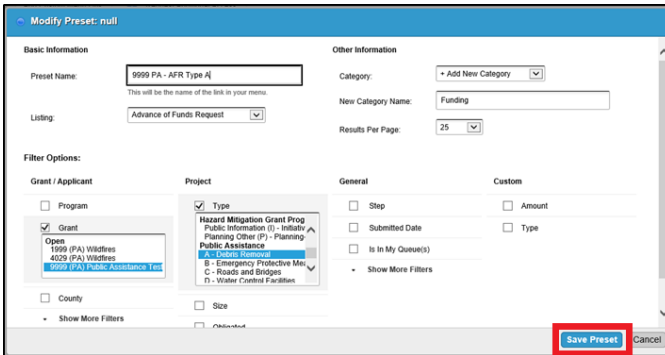 Modify Preset: null
Basic Information
Other Information
Preset Name:
9999 PA - AFR Type A
This will be the name of the link in your menu.
Category:
+ Add New Category
New Category Name:
Funding
Listing:
Advance of Funds Request
Results Per Page:
25
Filter Options:
Grant / Applicant
Project
General
Custom
Program
Type
Step
Amount
Grant
Hazard Mitigation Grant Prog
Public Information (I) - Initiativ
Planning Other (P) - Planning-
Public Assistance
A - Debris Removal
B - Emergency Protective Mea
C - Roads and Bridges
D - Water Control Facilities
Submitted Date
Type
Open
1999 (PA) Wildfires
4029 (PA) Wildfires
9999 (PA) Public Assistance Test
Is In My Queue(s)
Show More Filters
County
Size
Show More Filters
Obligated
Save Preset
Cancel